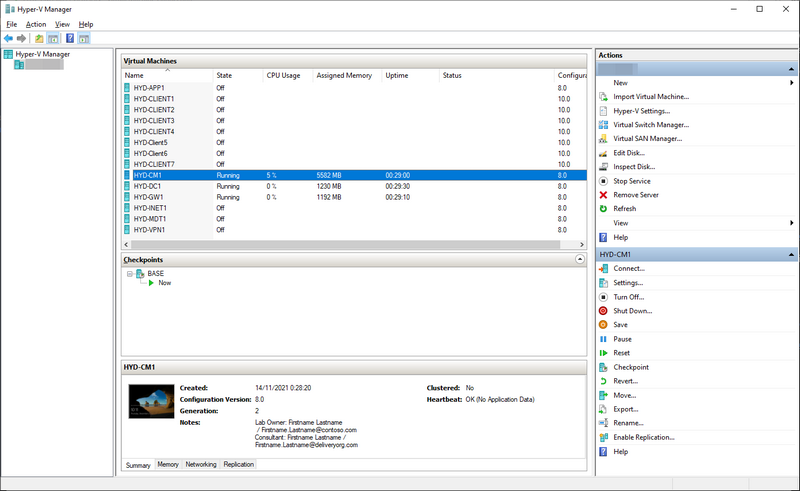 Hyper-V Manager
File Action View Help
Hyper-V Manager
Virtual Machines
Name State CPU Usage Assigned Memory Uptime Status Configura
HYD-APP1 Off 8.0
HYD-CLIENT1 Off 10.0
HYD-CLIENT2 Off 10.0
HYD-CLIENT3 Off 10.0
HYD-CLIENT4 Off 10.0
HYD-Client5 Off 10.0
HYD-Client6 Off 10.0
HYD-CLIENT7 Off 10.0
HYD-CM1 Running 5 % 5582 MB 00:29:00 8.0
HYD-DC1 Running 0 % 1230 MB 00:29:30 8.0
HYD-GW1 Running 0 % 1192 MB 00:29:10 8.0
HYD-INET1 Off 8.0
HYD-MDT1 Off 8.0
HYD-VPN1 Off 8.0
Checkpoints
BASE
Now
HYD-CM1
Created: 14/11/2021 0:28:20 Clustered: No
Configuration Version: 8.0 Heartbeat: OK (No Application Data)
Generation: 2
Notes: Lab Owner: Firstname Lastname
/ Firstname.Lastname@contoso.com
Consultant: Firstname Lastname /
Firstname.Lastname@deliveryorg.com
Summary Memory Networking Replication
Actions
New
Import Virtual Machine...
Hyper-V Settings...
Virtual Switch Manager...
Virtual SAN Manager...
Edit Disk...
Inspect Disk...
Stop Service
Remove Server
Refresh
View
Help
HYD-CM1
Connect...
Settings...
Turn Off...
Shut Down...
Save
Pause
Reset
Checkpoint
Revert...
Move...
Export...
Rename...
Enable Replication...
Help